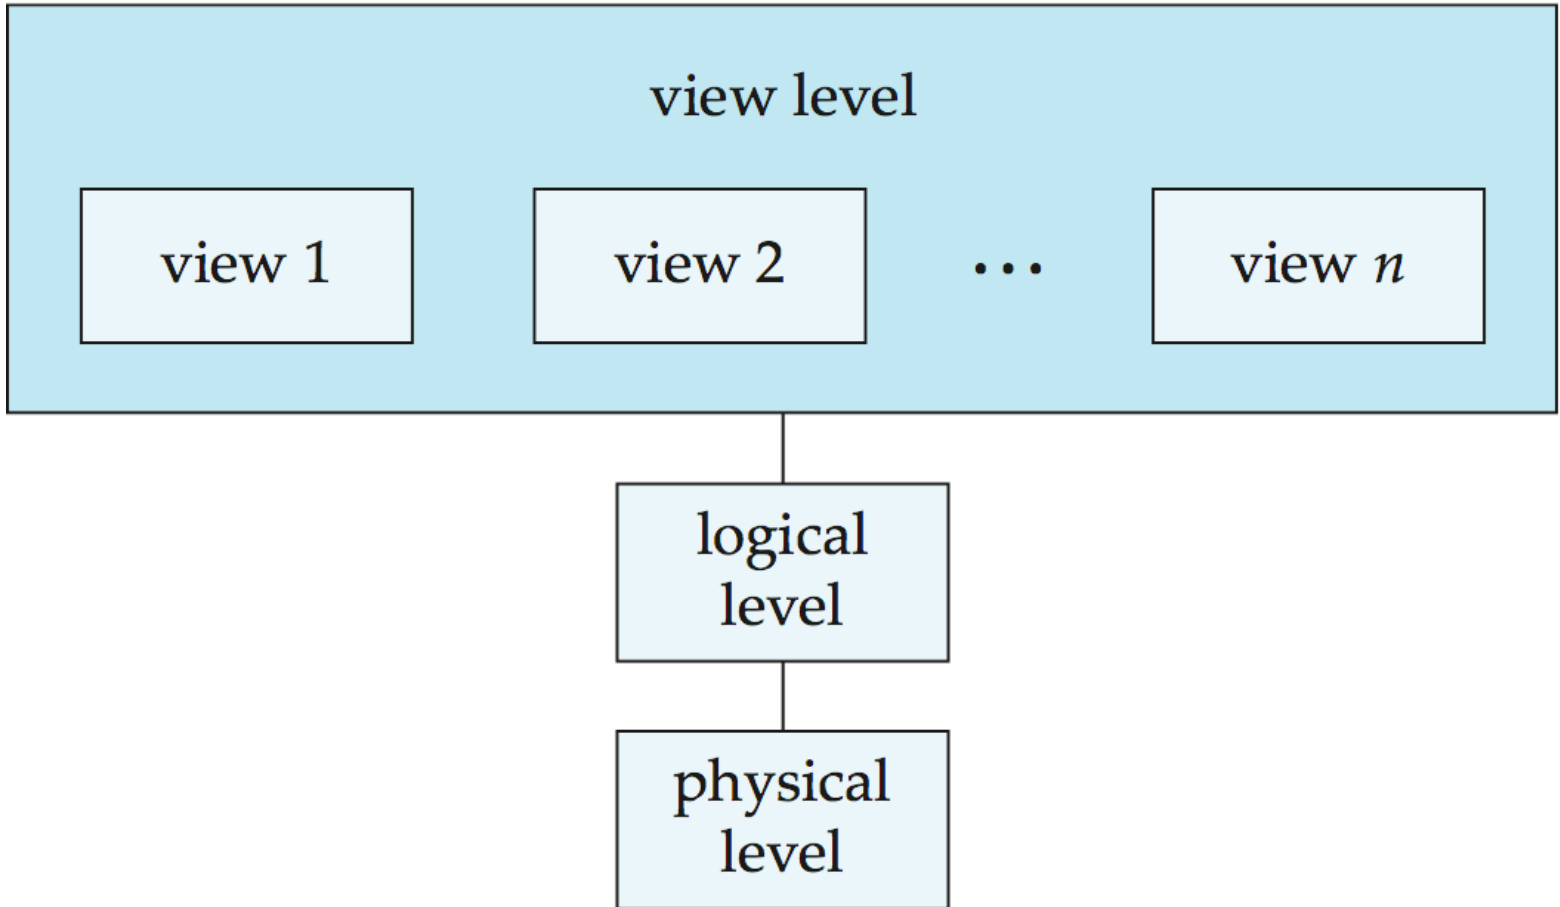 view level
view 1
view 2
...
view n
logical
level
physical
level